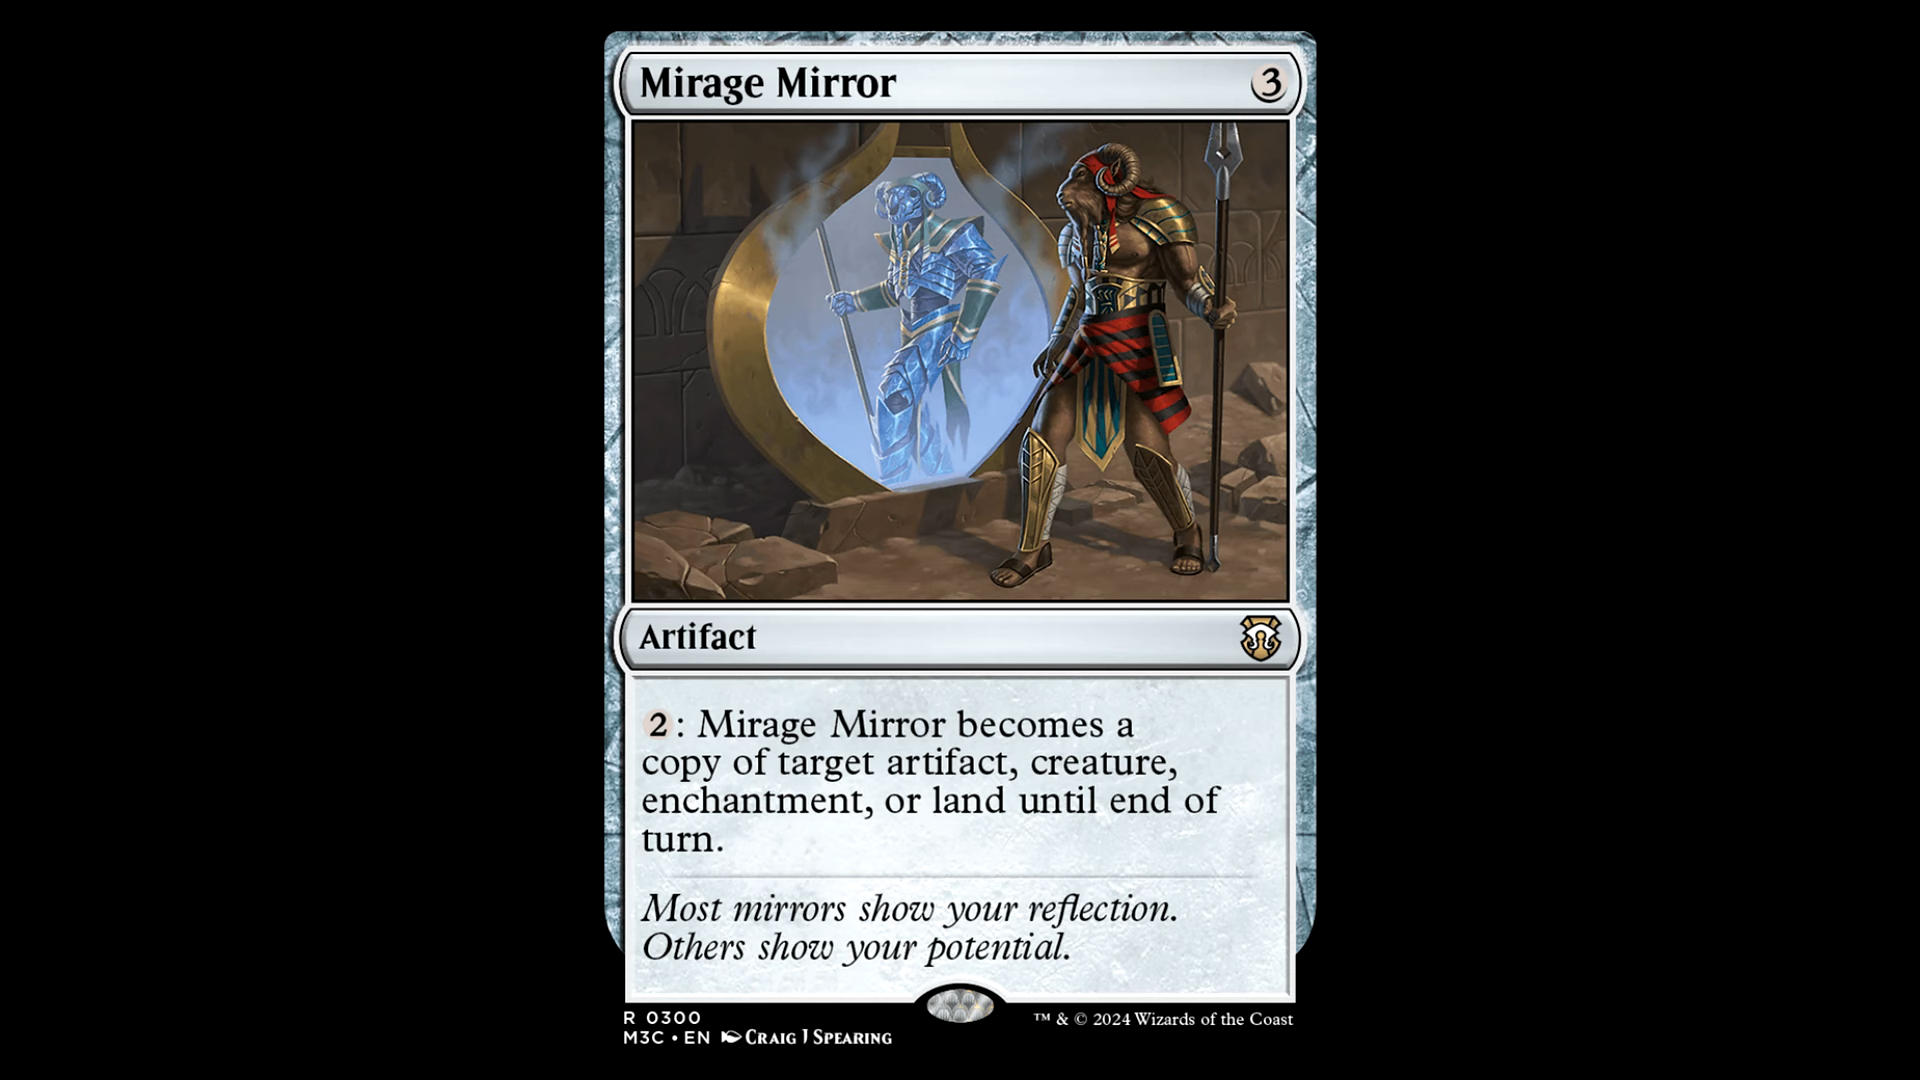 Mirage Mirror 3
Artifact
2: Mirage Mirror becomes a
copy of target artifact, creature,
enchantment, or land until end of
turn.
Most mirrors show your reflection.
Others show your potential.
R 0300
M3C • EN Craig J Spearing
™ & © 2024 Wizards of the Coast